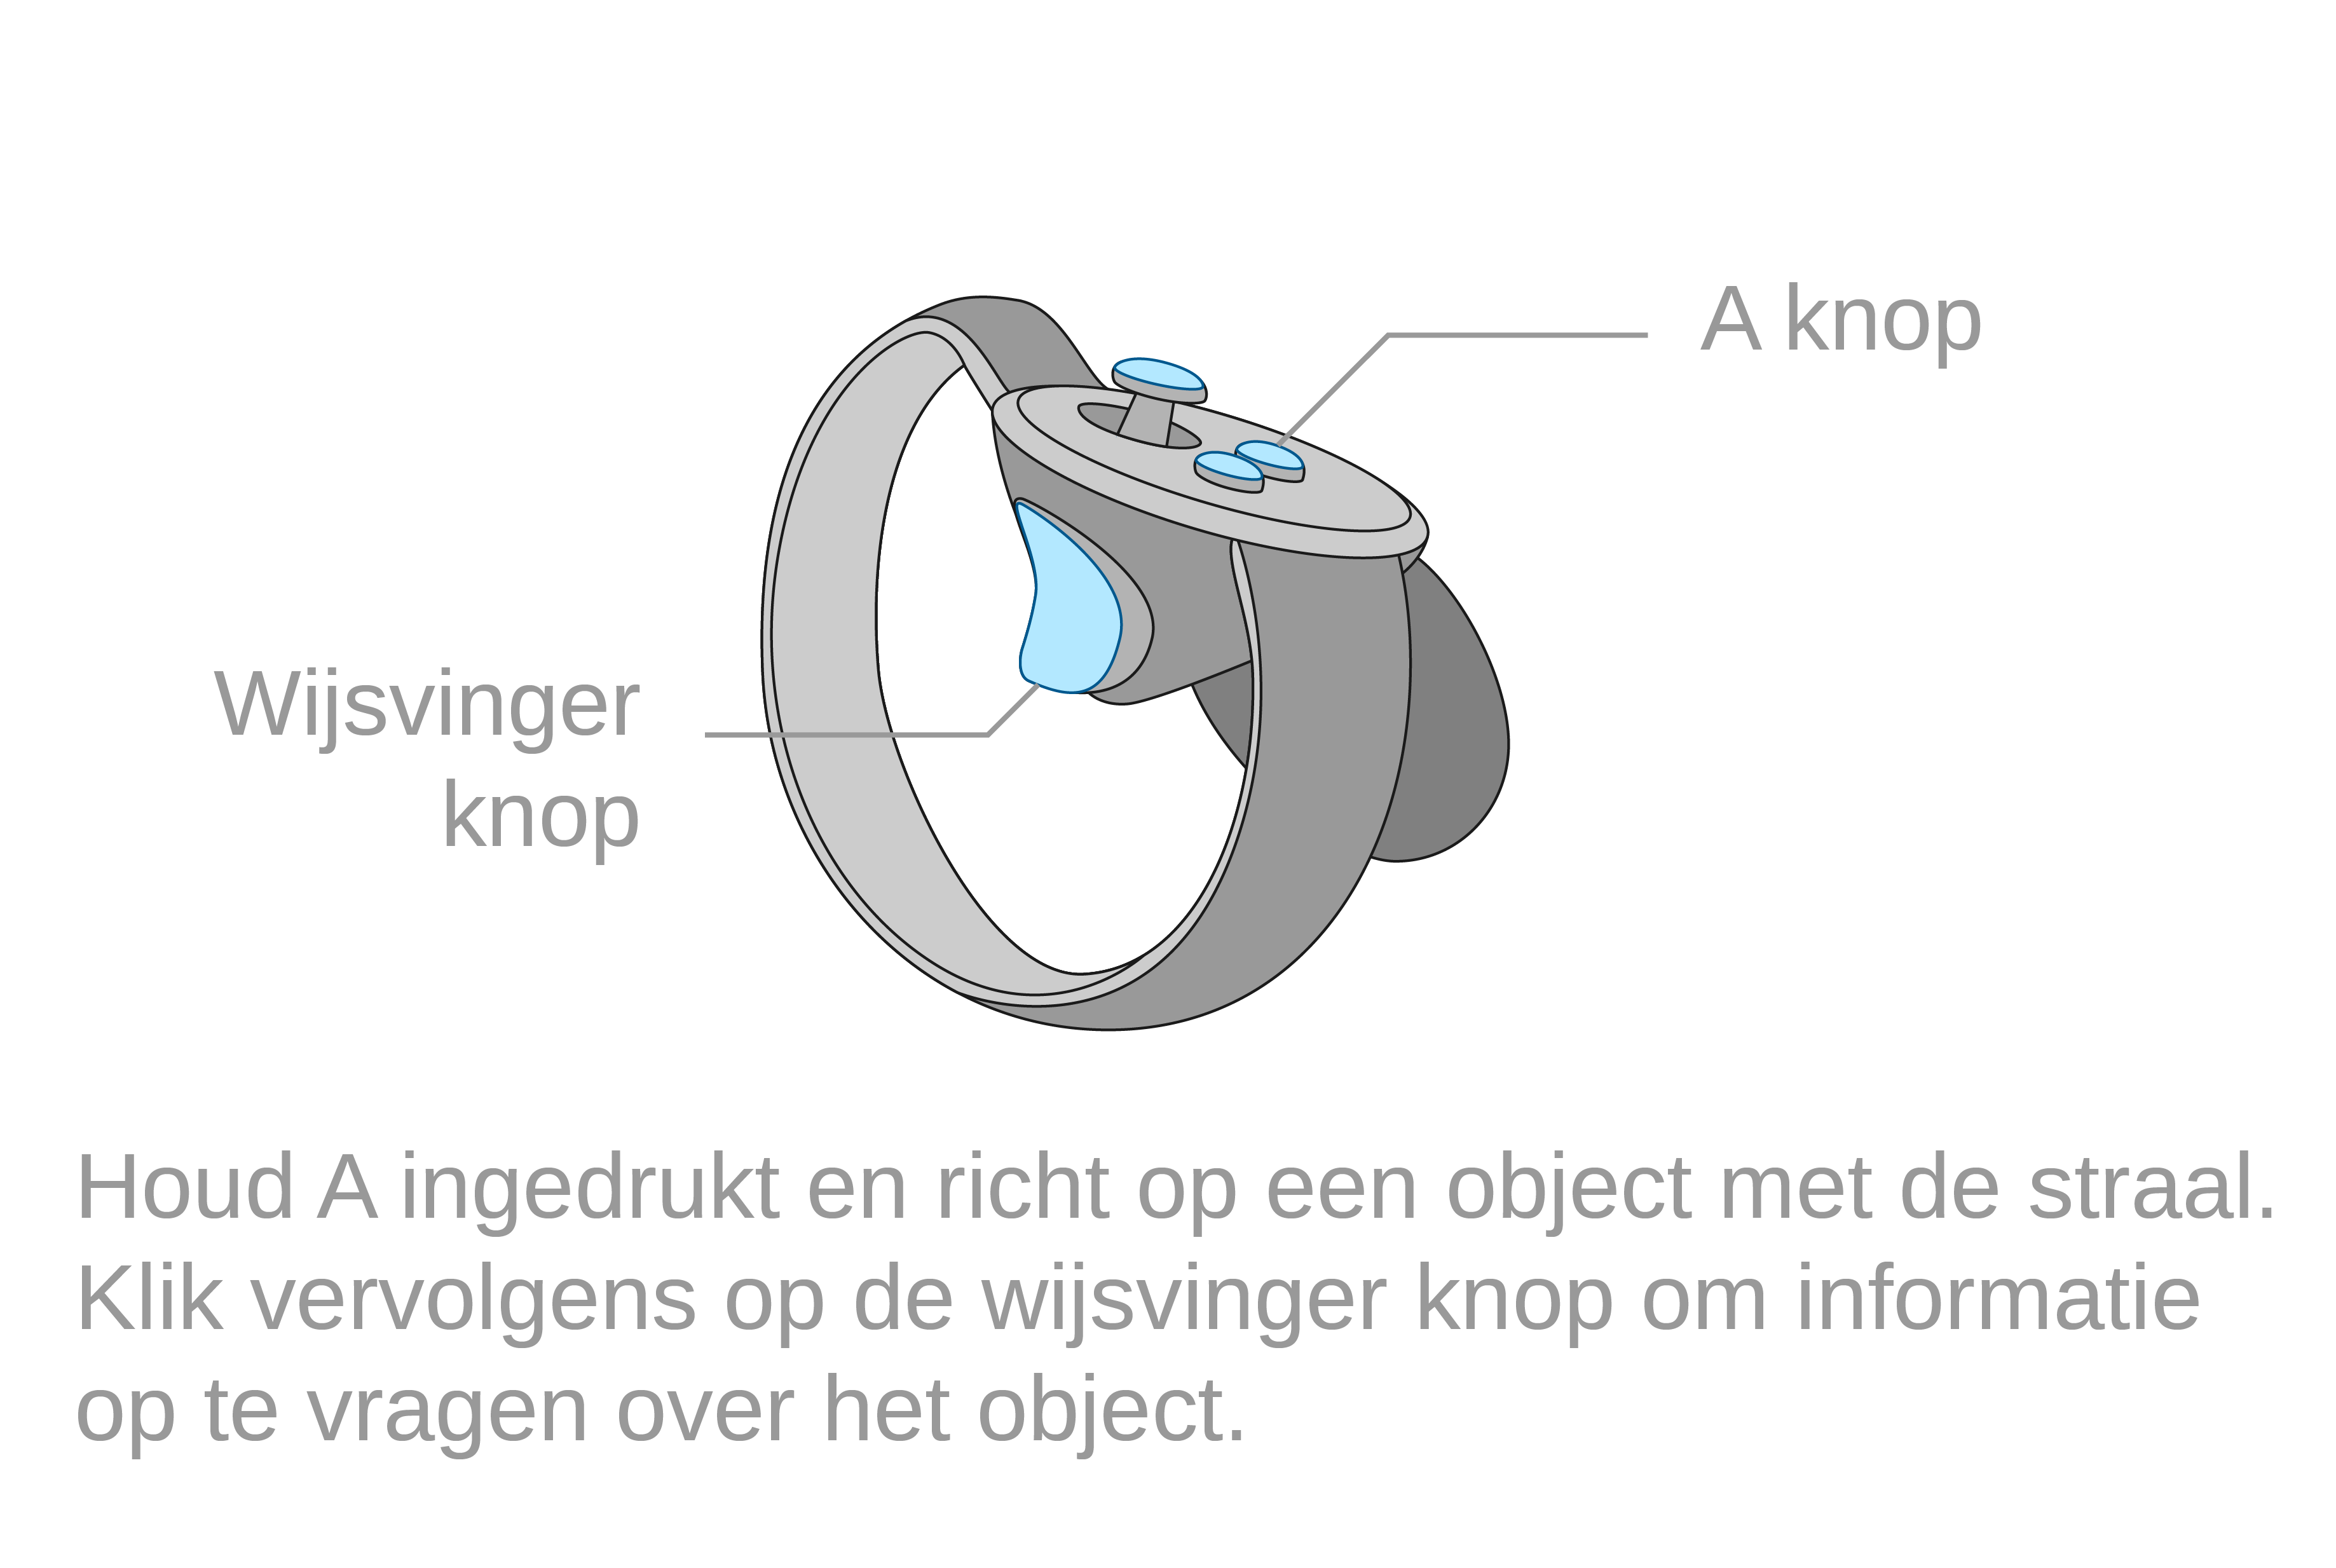 A knop
Wijsvinger
knop
Houd A ingedrukt en richt op een object met de straal.
Klik vervolgens op de wijsvinger knop om informatie
op te vragen over het object.